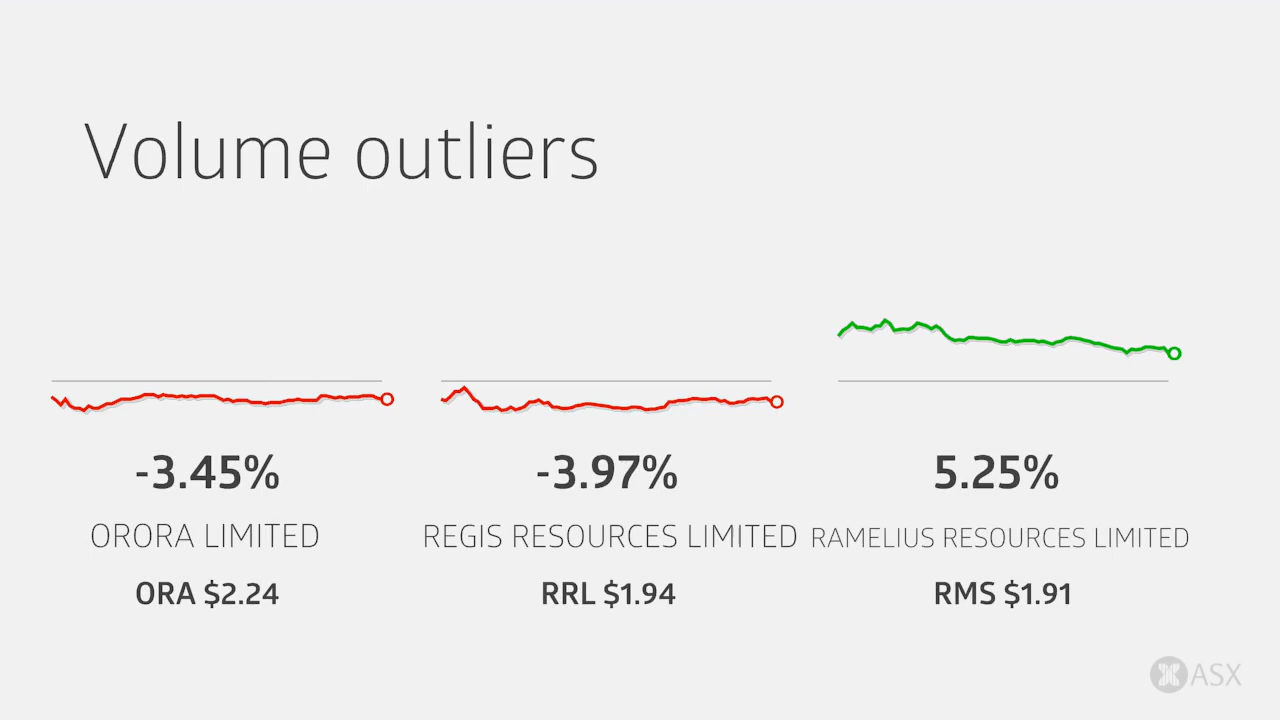 Volume outliers
-3.45%
ORORA LIMITED
ORA $2.24
-3.97%
REGIS RESOURCES LIMITED
RRL $1.94
5.25%
RAMELIUS RESOURCES LIMITED
RMS $1.91
ASX